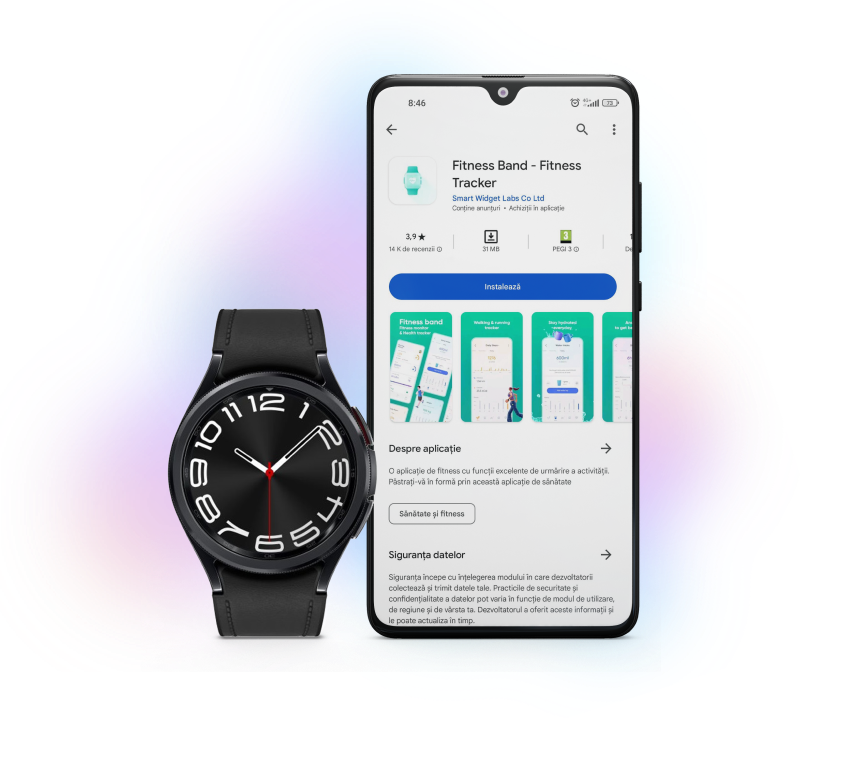 8:46
4G+
73
Fitness Band - Fitness
Tracker
Smart Widget Labs Co Ltd
Conține anunțuri • Achiziții în aplicație
3,9 ★
14 K de recenzii
31 MB
3
PEGI 3
Instalează
Fitness band
Fitness monitor
& Health tracker
Walking & running
tracker
Stay hydrated
everyday
to get
Despre aplicație
O aplicație de fitness cu funcții excelente de urmărire a activității.
Păstrați-vă în formă prin această aplicație de sănătate
Sănătate și fitness
Siguranța datelor
Siguranța începe cu înțelegerea modului în care dezvoltatorii
colectează și trimit datele tale. Practicile de securitate și
confidențialitate a datelor pot varia în funcție de modul de utilizare,
de regiune și de vârsta ta. Dezvoltatorul a oferit aceste informații și
le poate actualiza în timp.
12
1
2
3
4
5
6
7
8
9
10
11